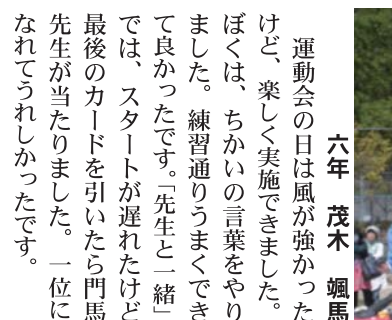 六年　茂木　颯馬
　運動会の日は風が強かった
けど、楽しく実施できました。
ぼくは、ちかいの言葉をやり
ました。練習通りうまくでき
て良かったです。「先生と一緒」
では、スタートが遅れたけど
最後のカードを引いたら門馬
先生が当たりました。一位に
なれてうれしかったです。